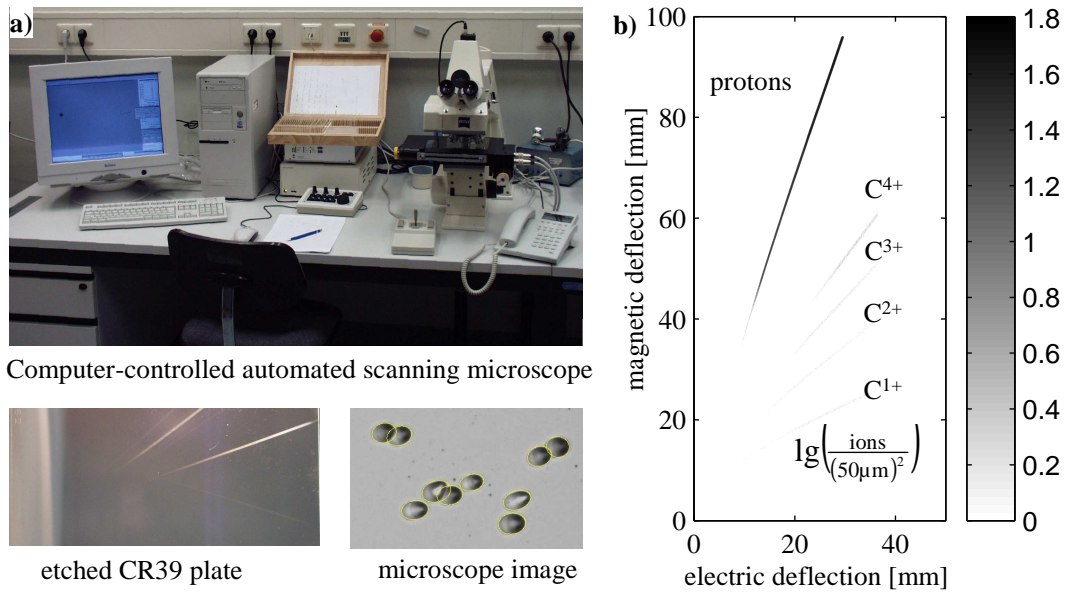 a)
Computer-controlled automated scanning microscope
etched CR39 plate
microscope image
b)
100
80
60
40
20
0
magnetic deflection [mm]
protons
C⁴⁺
C³⁺
C²⁺
C¹⁺
lg(ions/(50µm)²)
0 20 40
electric deflection [mm]
1.8
1.6
1.4
1.2
1
0.8
0.6
0.4
0.2
0